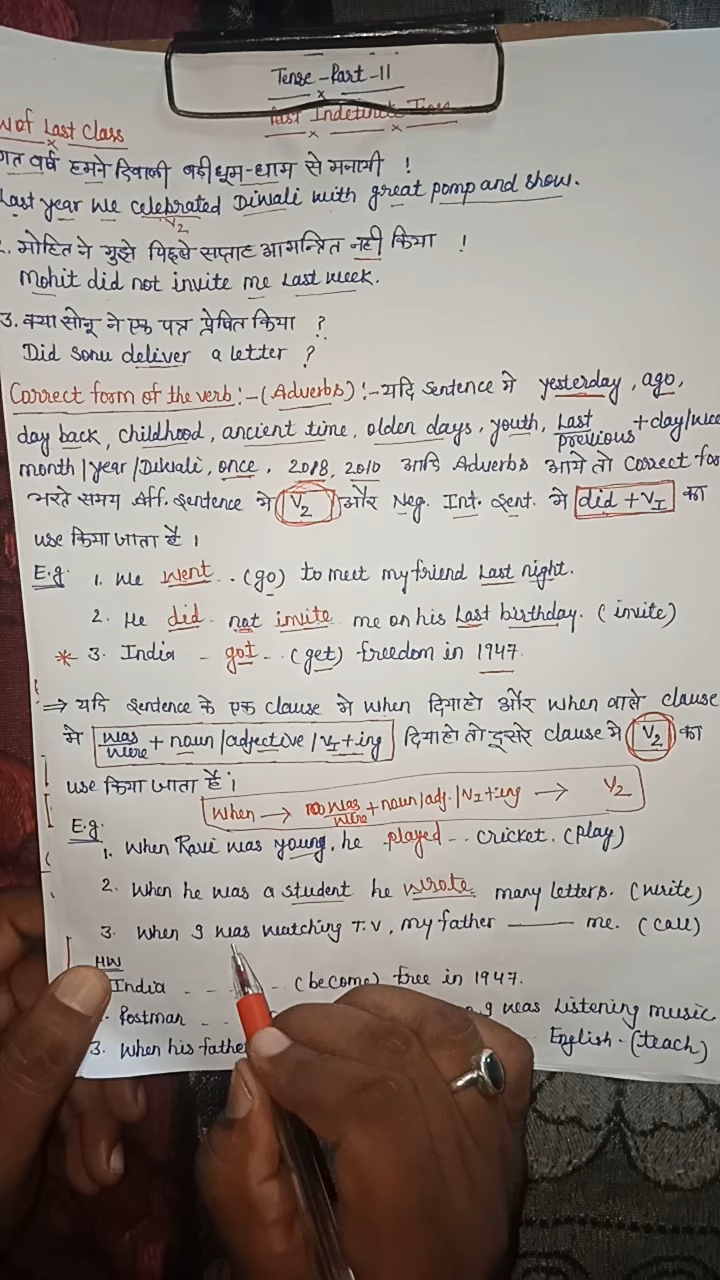 Tense-Part-II
Past Indefinite Tense
W of Last Class
गत वर्ष हमने दिवाली बड़ी धूम-धाम से मनायी !
Last year we celebrated Diwali with great pomp and show.
V2
2. मोहित ने मुझे पिछले सप्ताह आमन्त्रित नही किया !
Mohit did not invite me Last week.
3. क्या सोनू ने एक पत्र प्रेषित किया ?
Did sonu deliver a letter ?
Correct form of the verb:-(Adverbs):-यदि sentence मे yesterday, ago,
day back, childhood, ancient time, olden days, youth, Last/previous + day/wee
month/year/Diwali, once, 2018, 2010 आदि Adverbs आये तो Correct for
भरते समय Aff. Sentence मे V2 और Neg. Int. Sent. मे did + VI का
use किया जाता है।
E.g. 1. We went .. (go) to meet my friend Last night.
2. He did not invite me on his Last birthday. (invite)
* 3. India - got .. (get) freedom in 1947.
⇒ यदि sentence के एक clause मे when दिया हो और when वाले clause
मे was/were + noun/adjective/VI+ing दिया हो तो दूसरे clause मे V2 का
use किया जाता है।
When → was/were + noun/adj./VI+ing → V2
E.g.
1. When Ravi was young, he played .. cricket. (play)
2. When he was a student he wrote many letters. (write)
3. When I was watching T.V, my father ——— me. (call)
HW
India - - - (become) free in 1947.
Postman - - I was Listening music
3. When his fathe English. (teach)